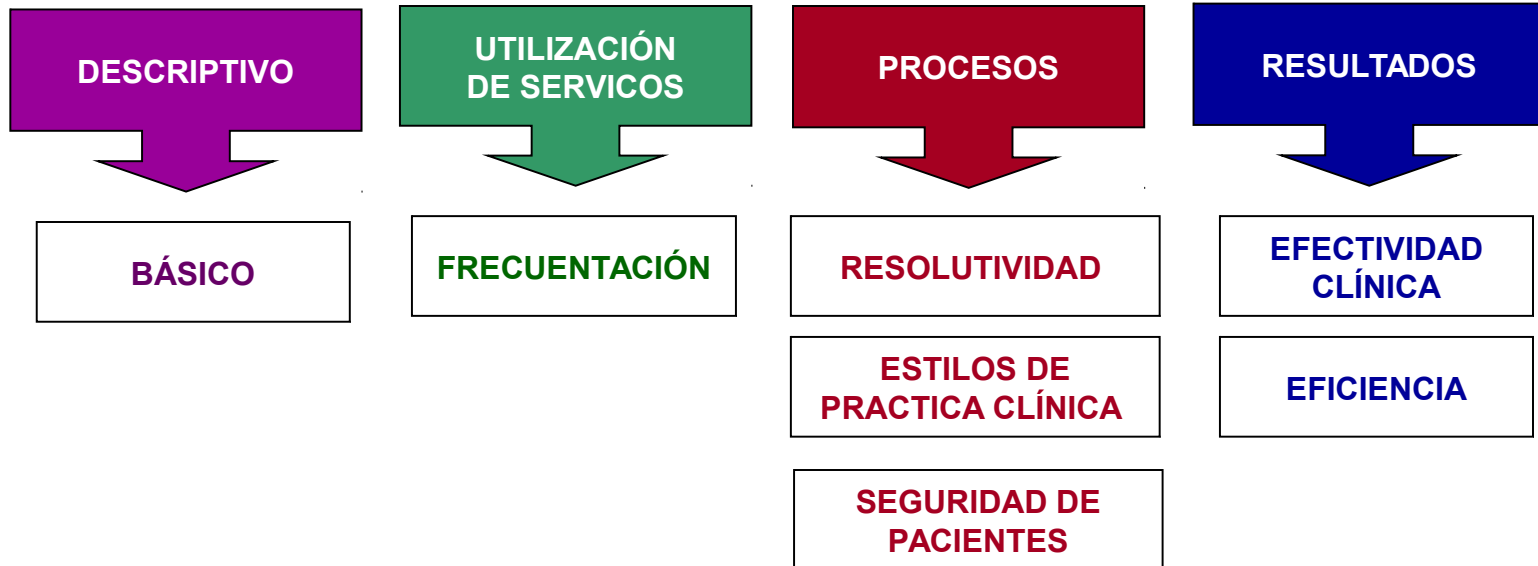 DESCRIPTIVO
BÁSICO
UTILIZACIÓN
DE SERVICOS
FRECUENTACIÓN
PROCESOS
RESOLUTIVIDAD
ESTILOS DE
PRACTICA CLÍNICA
SEGURIDAD DE
PACIENTES
RESULTADOS
EFECTIVIDAD
CLÍNICA
EFICIENCIA